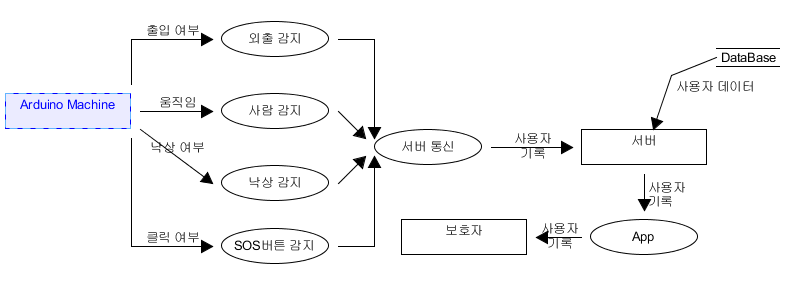 출입 여부
외출 감지
DataBase
사용자 데이터
Arduino Machine
움직임
사람 감지
낙상 여부
서버 통신
사용자
기록
서버
낙상 감지
사용자
기록
클릭 여부
SOS버튼 감지
보호자
사용자
기록
App